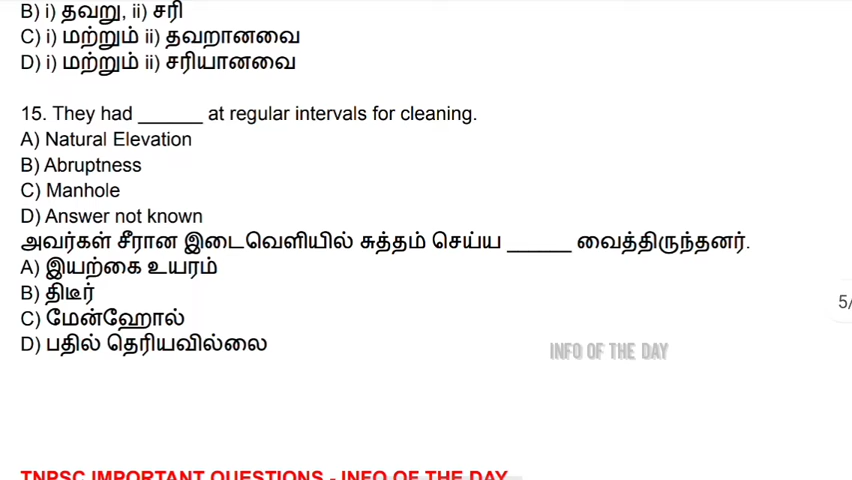 B) i) தவறு, ii) சரி
C) i) மற்றும் ii) தவறானவை
D) i) மற்றும் ii) சரியானவை
15. They had ______ at regular intervals for cleaning.
A) Natural Elevation
B) Abruptness
C) Manhole
D) Answer not known
அவர்கள் சீரான இடைவெளியில் சுத்தம் செய்ய ______ வைத்திருந்தனர்.
A) இயற்கை உயரம்
B) திடீர்
5/
C) மேன்ஹோல்
D) பதில் தெரியவில்லை
INFO OF THE DAY
TNPSC IMPORTANT QUESTIONS - INFO OF THE DAY